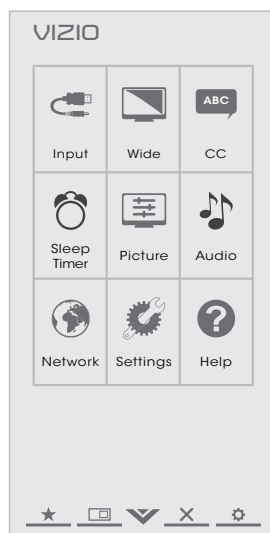 VIZIO
ABC
Input
Wide
CC
Sleep
Timer
Picture
Audio
Network
Settings
Help